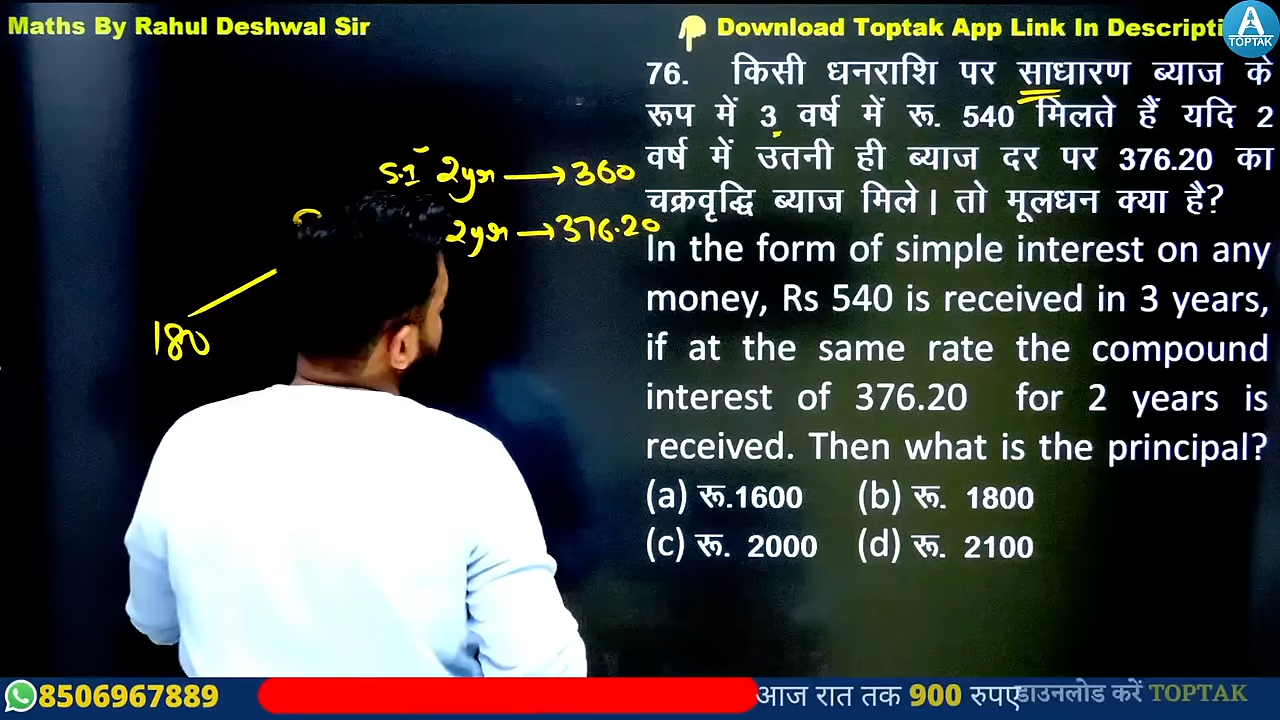 Maths By Rahul Deshwal Sir
Download Toptak App Link In Descripti
A
TOPTAK
76. किसी धनराशि पर साधारण ब्याज के
रूप में 3 वर्ष में रू. 540 मिलते हैं यदि 2
वर्ष में उतनी ही ब्याज दर पर 376.20 का
चक्रवृद्धि ब्याज मिले। तो मूलधन क्या है?
In the form of simple interest on any
money, Rs 540 is received in 3 years,
if at the same rate the compound
interest of 376.20 for 2 years is
received. Then what is the principal?
(a) रू.1600 (b) रू. 1800
(c) रू. 2000 (d) रू. 2100
S.I 2yr → 360
2yr → 376.20
180
8506967889
आज रात तक 900 रुपए
डाउनलोड करें TOPTAK